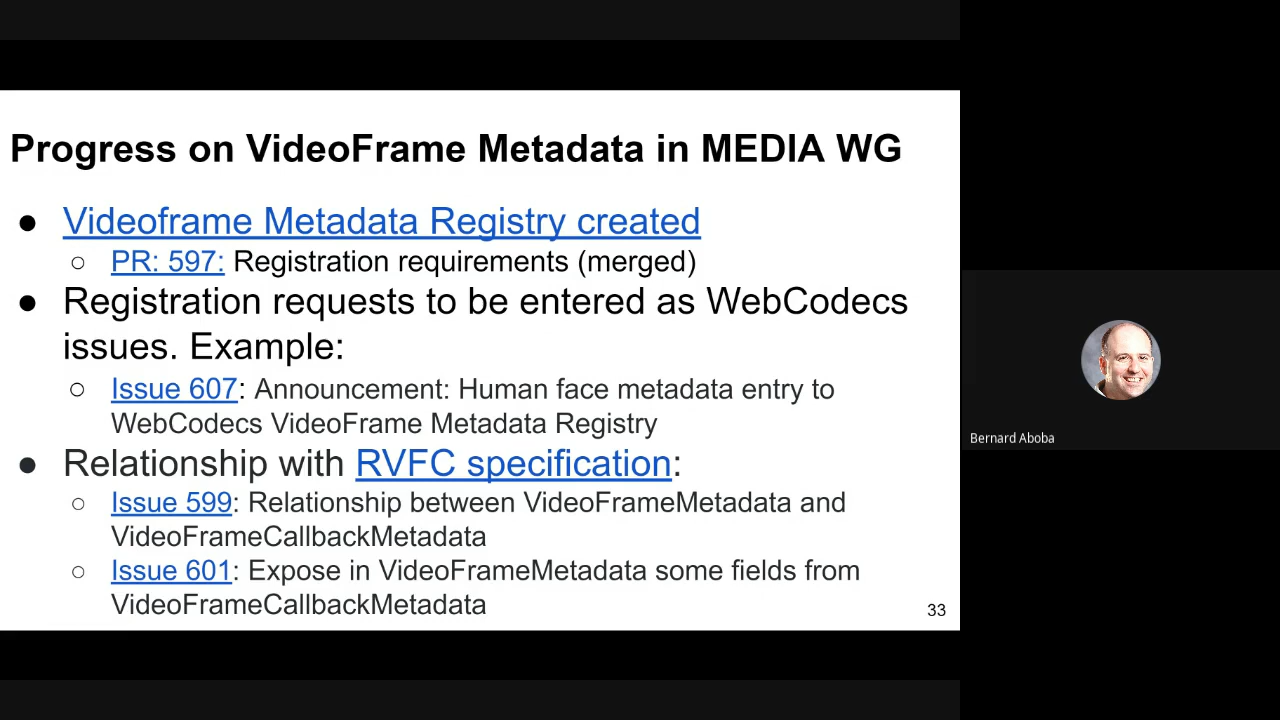 Progress on VideoFrame Metadata in MEDIA WG
● Videoframe Metadata Registry created
○ PR: 597: Registration requirements (merged)
● Registration requests to be entered as WebCodecs
issues. Example:
○ Issue 607: Announcement: Human face metadata entry to
WebCodecs VideoFrame Metadata Registry
● Relationship with RVFC specification:
○ Issue 599: Relationship between VideoFrameMetadata and
VideoFrameCallbackMetadata
○ Issue 601: Expose in VideoFrameMetadata some fields from
VideoFrameCallbackMetadata
33
Bernard Aboba